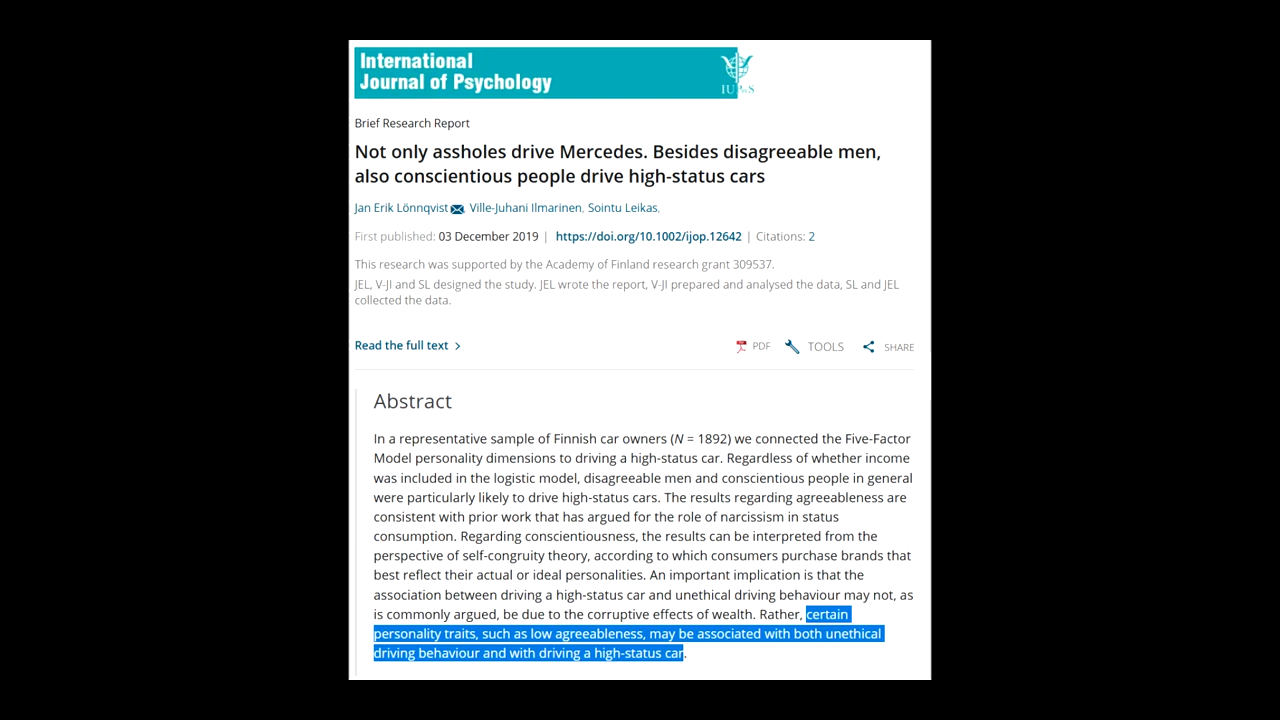 International
Journal of Psychology
IUPsyS
Brief Research Report
Not only assholes drive Mercedes. Besides disagreeable men,
also conscientious people drive high-status cars
Jan Erik Lönnqvist, Ville-Juhani Ilmarinen, Sointu Leikas,
First published: 03 December 2019 | https://doi.org/10.1002/ijop.12642 | Citations: 2
This research was supported by the Academy of Finland research grant 309537.
JEL, V-JI and SL designed the study. JEL wrote the report, V-JI prepared and analysed the data, SL and JEL
collected the data.
Read the full text >
PDF TOOLS SHARE
Abstract
In a representative sample of Finnish car owners (N = 1892) we connected the Five-Factor
Model personality dimensions to driving a high-status car. Regardless of whether income
was included in the logistic model, disagreeable men and conscientious people in general
were particularly likely to drive high-status cars. The results regarding agreeableness are
consistent with prior work that has argued for the role of narcissism in status
consumption. Regarding conscientiousness, the results can be interpreted from the
perspective of self-congruity theory, according to which consumers purchase brands that
best reflect their actual or ideal personalities. An important implication is that the
association between driving a high-status car and unethical driving behaviour may not, as
is commonly argued, be due to the corruptive effects of wealth. Rather, certain
personality traits, such as low agreeableness, may be associated with both unethical
driving behaviour and with driving a high-status car.